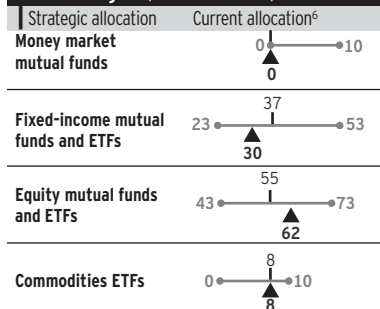 Strategic allocation Current allocation6
Money market
mutual funds
0 10
0
37
Fixed-income mutual
funds and ETFs
23 53
30
55
Equity mutual funds
and ETFs
43 73
62
8
Commodities ETFs
0 10
8